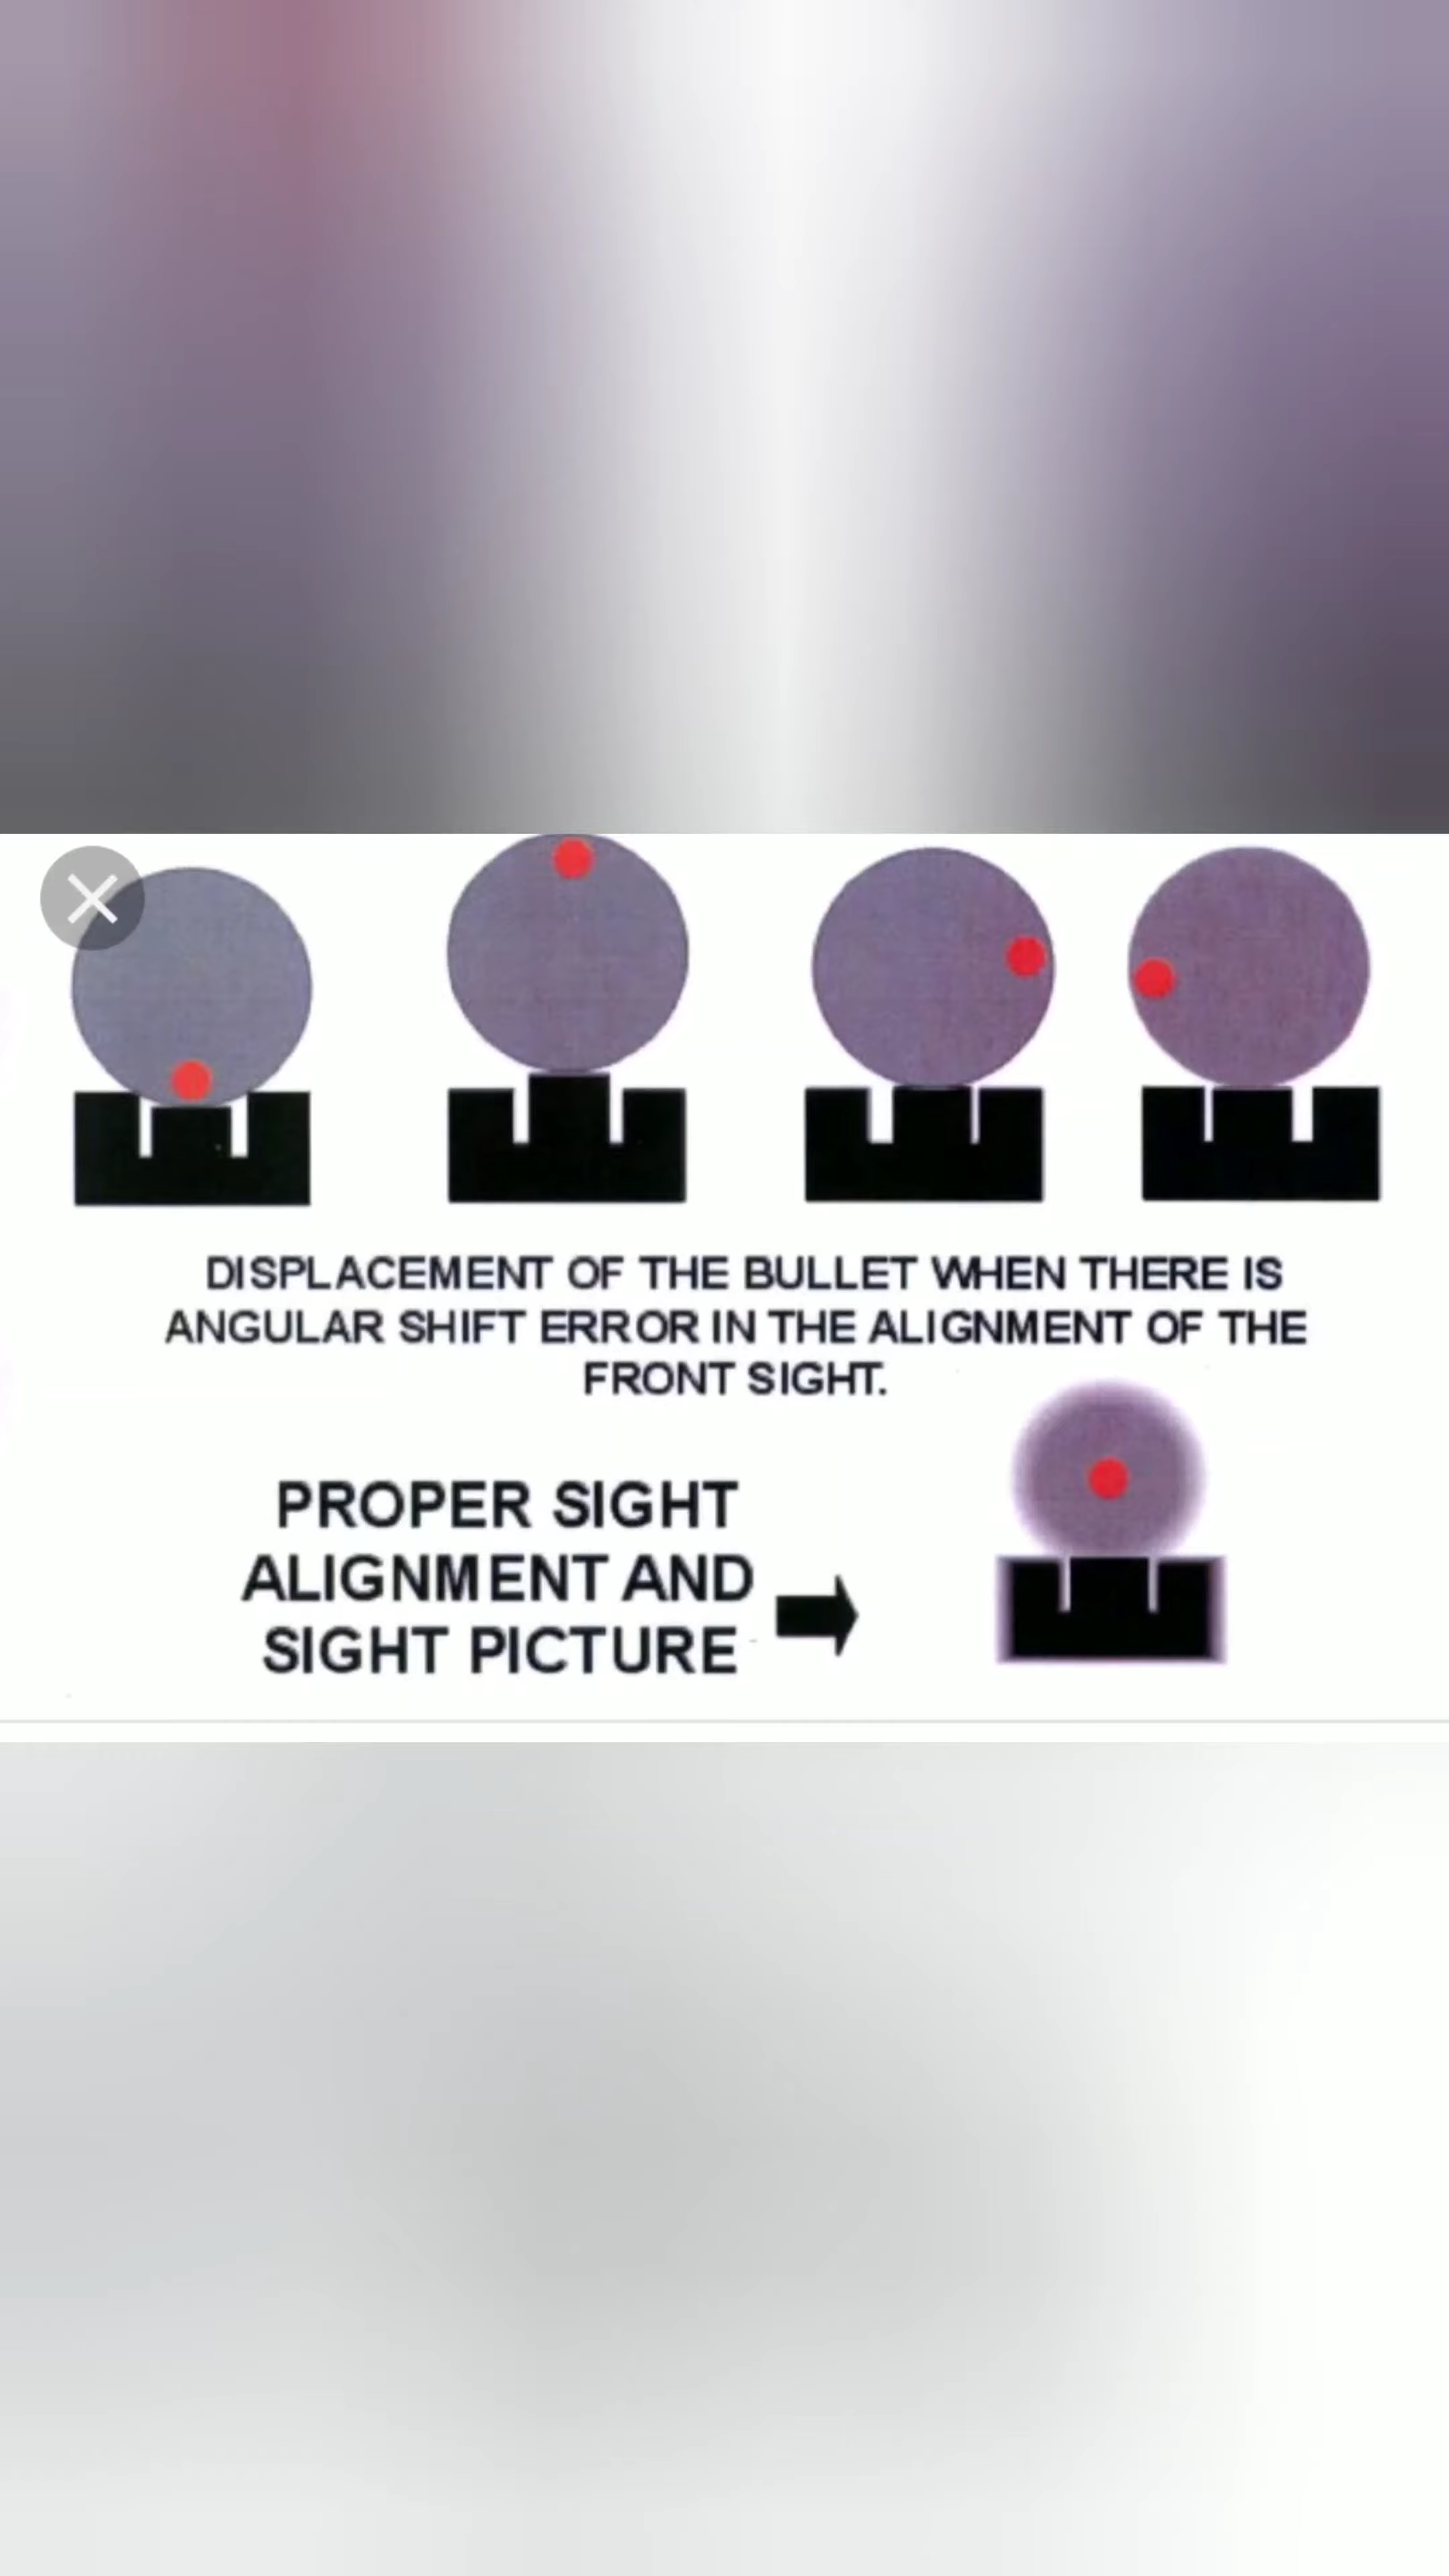 DISPLACEMENT OF THE BULLET WHEN THERE IS
ANGULAR SHIFT ERROR IN THE ALIGNMENT OF THE
FRONT SIGHT.
PROPER SIGHT
ALIGNMENT AND
SIGHT PICTURE